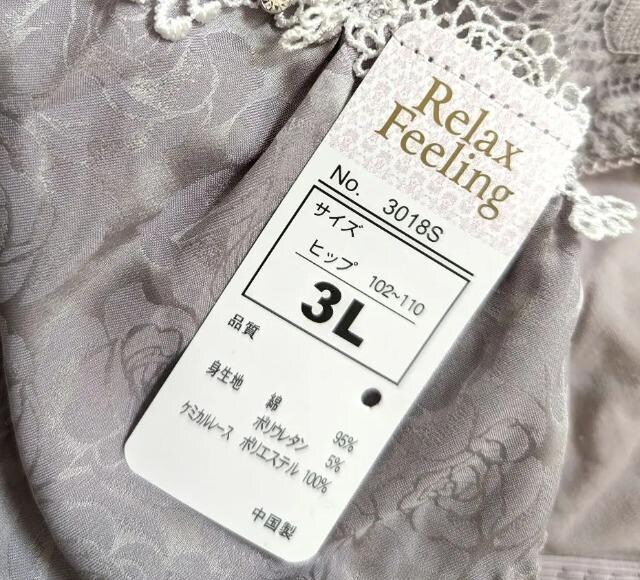 Relax
Feeling
No. 3018S
サイズ
ヒップ 102~110
3L
品質
身生地 綿 95%
ポリウレタン 5%
ケミカルレース ポリエステル 100%
中国製